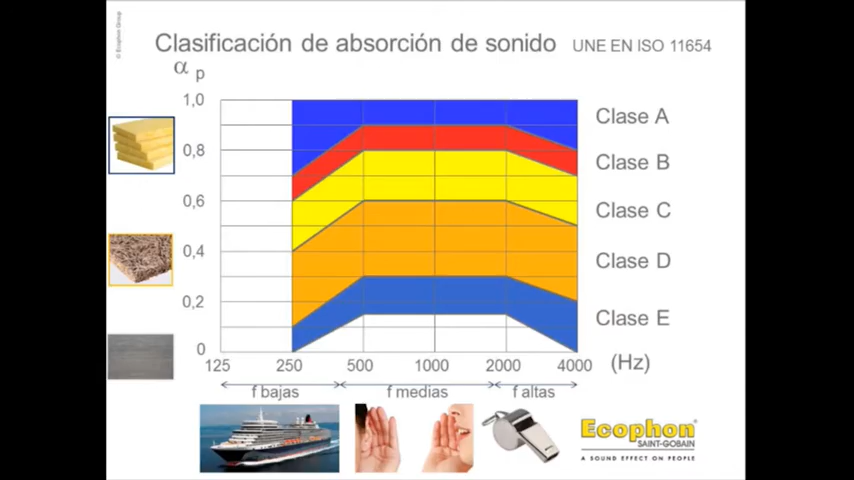 © Ecophon Group
Clasificación de absorción de sonido UNE EN ISO 11654
α p
1,0
0,8
0,6
0,4
0,2
0
Clase A
Clase B
Clase C
Clase D
Clase E
125 250 500 1000 2000 4000 (Hz)
f bajas f medias f altas
Ecophon
SAINT-GOBAIN
A SOUND EFFECT ON PEOPLE